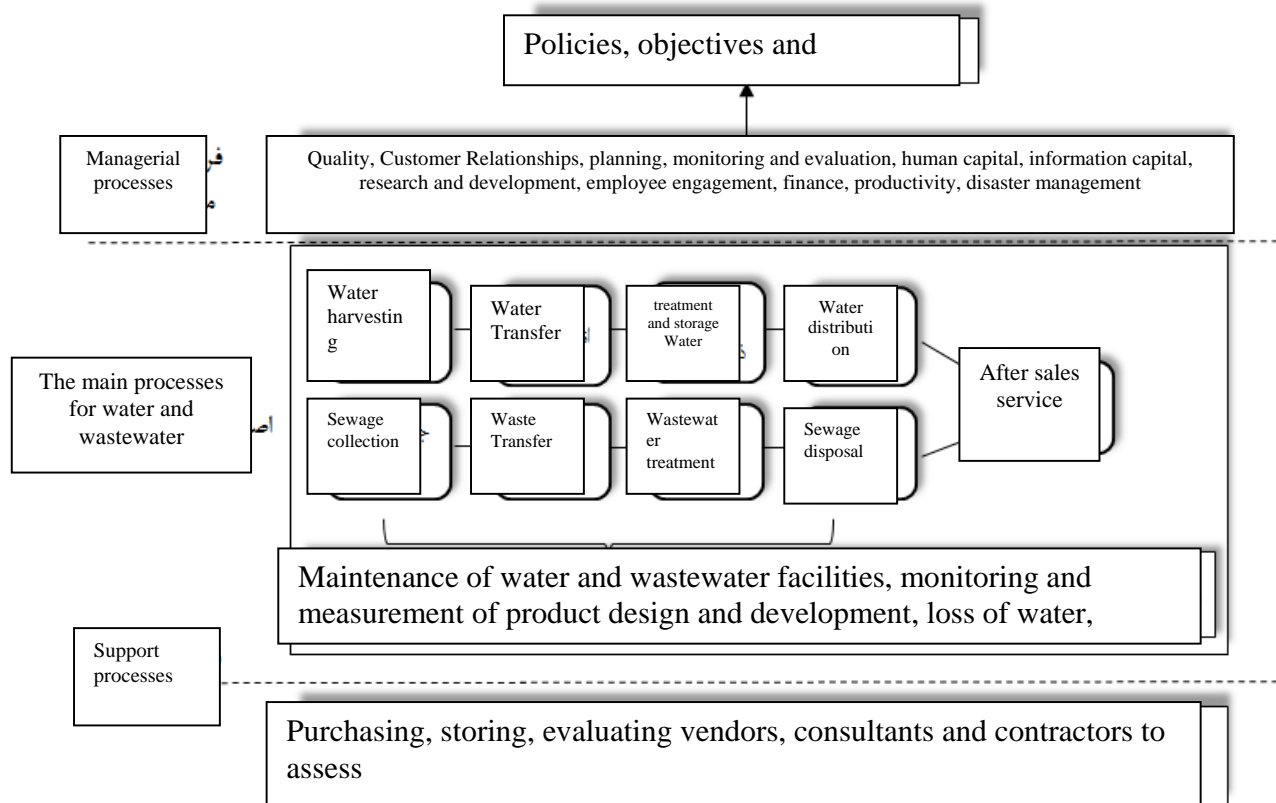 Policies, objectives and
Managerial
processes
فر
م
Quality, Customer Relationships, planning, monitoring and evaluation, human capital, information capital,
research and development, employee engagement, finance, productivity, disaster management
Water
harvestin
g
Water
Transfer
treatment
and storage
Water
Water
distributi
on
The main processes
for water and
wastewater
اص
After sales
service
Sewage
collection
Waste
Transfer
Wastewat
er
treatment
Sewage
disposal
Maintenance of water and wastewater facilities, monitoring and
measurement of product design and development, loss of water,
Support
processes
Purchasing, storing, evaluating vendors, consultants and contractors to
assess